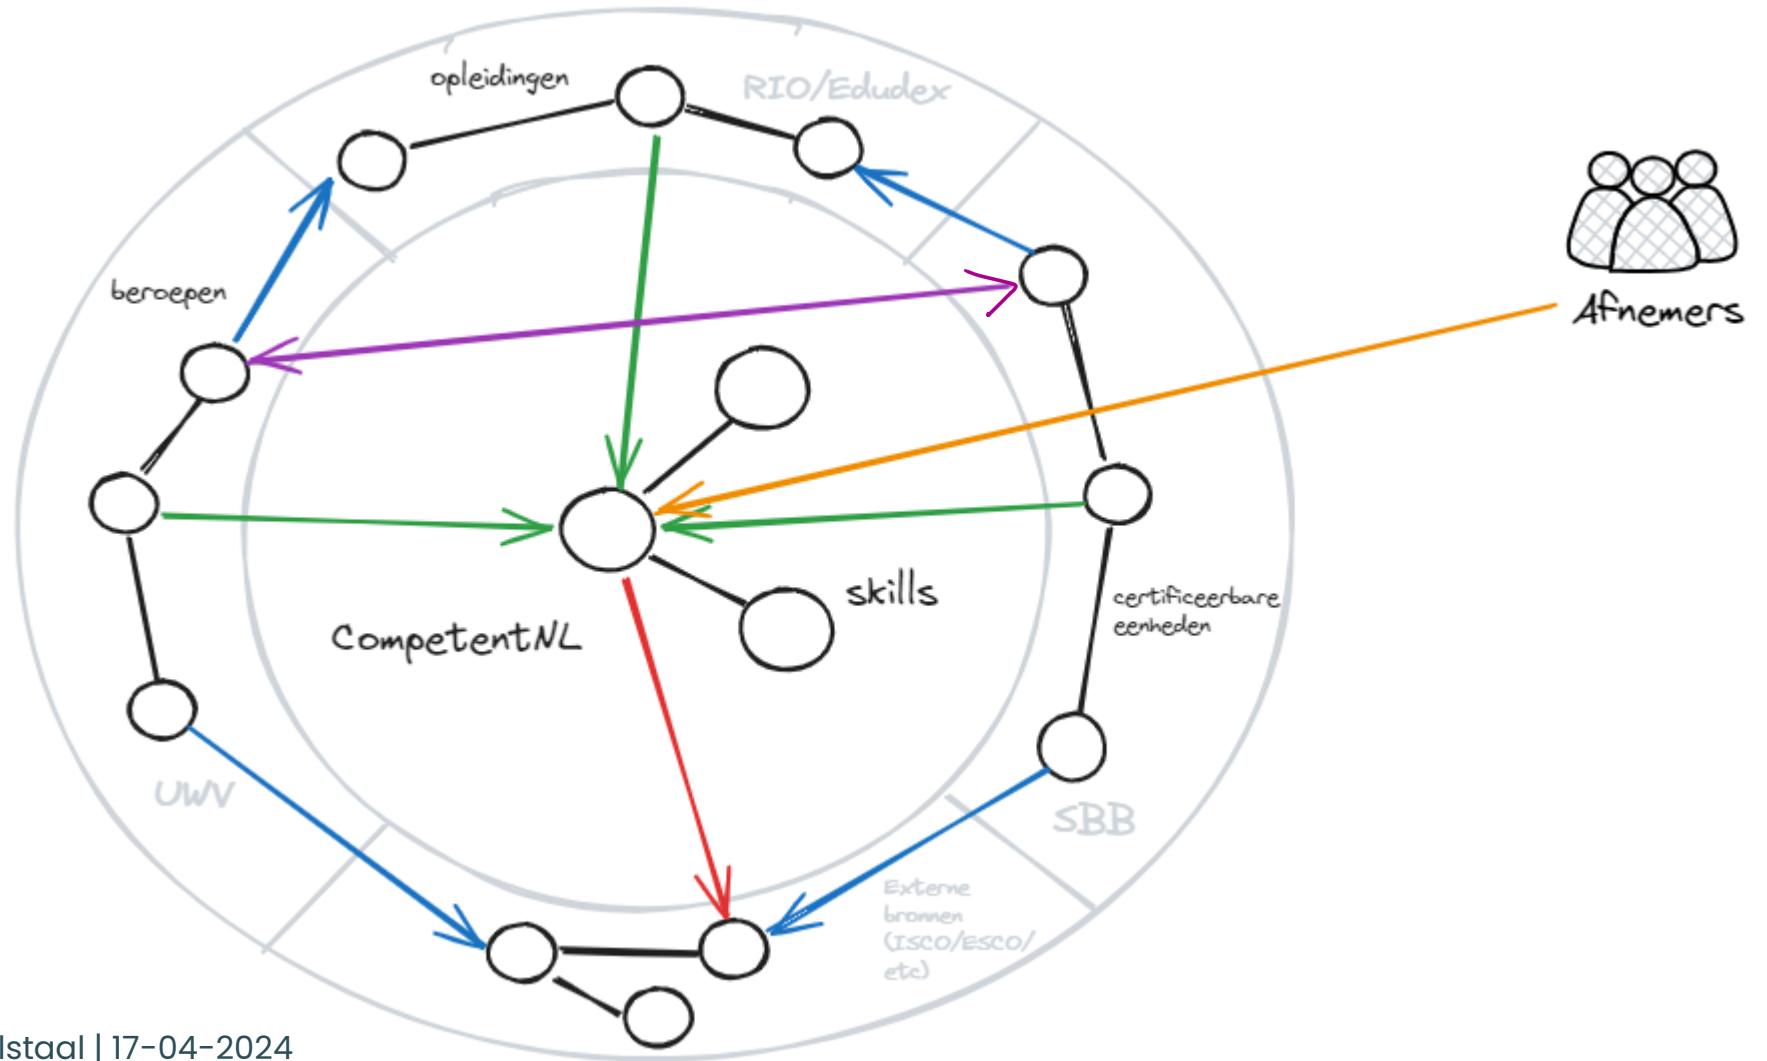 opleidingen
RIO/Edudex
beroepen
Afnemers
skills
certificeerbare
eenheden
CompetentNL
UWV
SBB
Externe
bronnen
(ISCO/ESCO/
etc)
lstaal | 17-04-2024